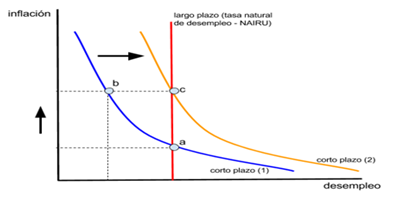 inflación
largo plazo (tasa natural
de desempleo - NAIRU)
b
c
a
corto plazo (2)
corto plazo (1)
desempleo